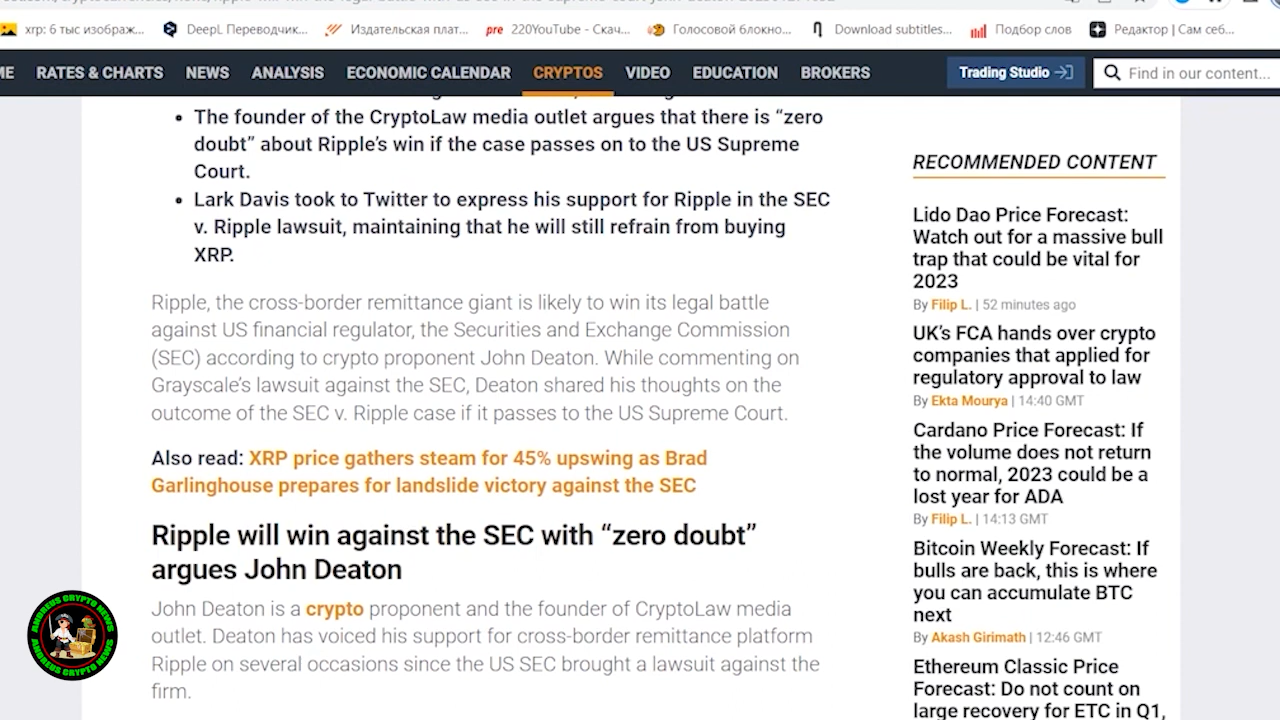 xrp: 6 тыс изображ...
DeepL Переводчик...
Издательская плат...
pre 220YouTube - Скач...
Голосовой блокно...
Download subtitles...
Подбор слов
Редактор | Сам себ...
ME RATES & CHARTS NEWS ANALYSIS ECONOMIC CALENDAR CRYPTOS VIDEO EDUCATION BROKERS
Trading Studio
Find in our content...
The founder of the CryptoLaw media outlet argues that there is “zero
doubt” about Ripple’s win if the case passes on to the US Supreme
Court.
Lark Davis took to Twitter to express his support for Ripple in the SEC
v. Ripple lawsuit, maintaining that he will still refrain from buying
XRP.
Ripple, the cross-border remittance giant is likely to win its legal battle
against US financial regulator, the Securities and Exchange Commission
(SEC) according to crypto proponent John Deaton. While commenting on
Grayscale’s lawsuit against the SEC, Deaton shared his thoughts on the
outcome of the SEC v. Ripple case if it passes to the US Supreme Court.
Also read: XRP price gathers steam for 45% upswing as Brad
Garlinghouse prepares for landslide victory against the SEC
Ripple will win against the SEC with “zero doubt”
argues John Deaton
John Deaton is a crypto proponent and the founder of CryptoLaw media
outlet. Deaton has voiced his support for cross-border remittance platform
Ripple on several occasions since the US SEC brought a lawsuit against the
firm.
RECOMMENDED CONTENT
Lido Dao Price Forecast:
Watch out for a massive bull
trap that could be vital for
2023
By Filip L. | 52 minutes ago
UK’s FCA hands over crypto
companies that applied for
regulatory approval to law
By Ekta Mourya | 14:40 GMT
Cardano Price Forecast: If
the volume does not return
to normal, 2023 could be a
lost year for ADA
By Filip L. | 14:13 GMT
Bitcoin Weekly Forecast: If
bulls are back, this is where
you can accumulate BTC
next
By Akash Girimath | 12:46 GMT
Ethereum Classic Price
Forecast: Do not count on
large recovery for ETC in Q1,
ANDREUS CRYPTO NEWS
ANDREUS CRYPTO NEWS